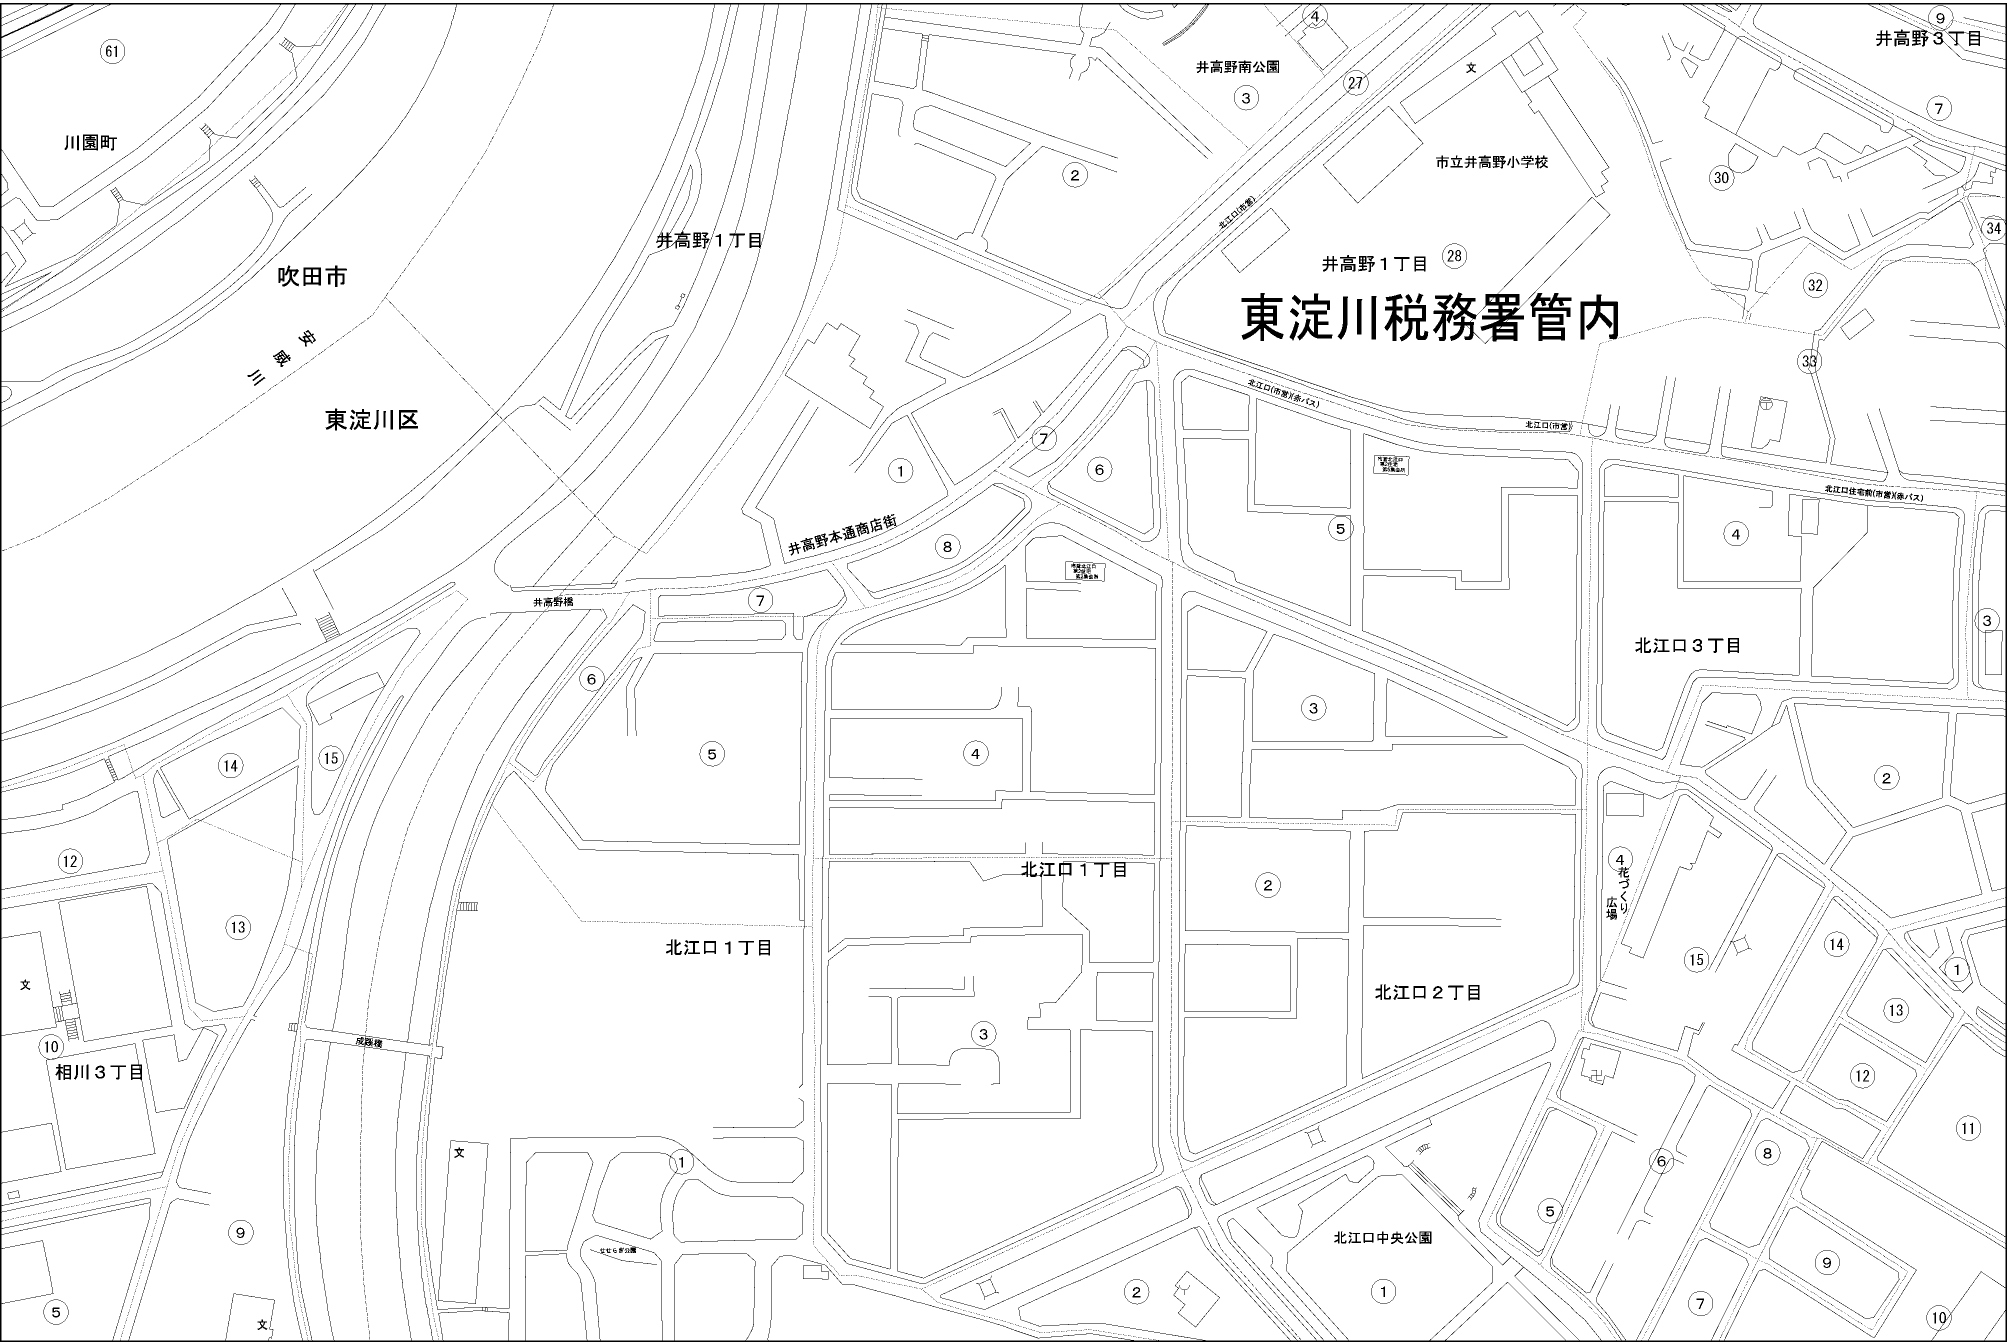 61
川園町
吹田市
安威川
東淀川区
井高野１丁目
4
井高野南公園
3
27
文
9
井高野３丁目
7
2
市立井高野小学校
30
北江口(市営)
34
井高野１丁目
28
32
東淀川税務署管内
33
北江口(市営)(赤バス)
北江口(市営)
7
1
6
北江口住宅前(市営)(赤バス)
井高野本通商店街
8
5
4
井高野橋
7
3
北江口３丁目
6
3
15
14
5
4
2
12
4
花づくり
広場
北江口１丁目
2
13
北江口１丁目
14
15
1
文
北江口２丁目
13
3
10
相川３丁目
12
11
文
1
8
6
5
9
せせらぎ公園
北江口中央公園
9
5
文
2
1
7
10